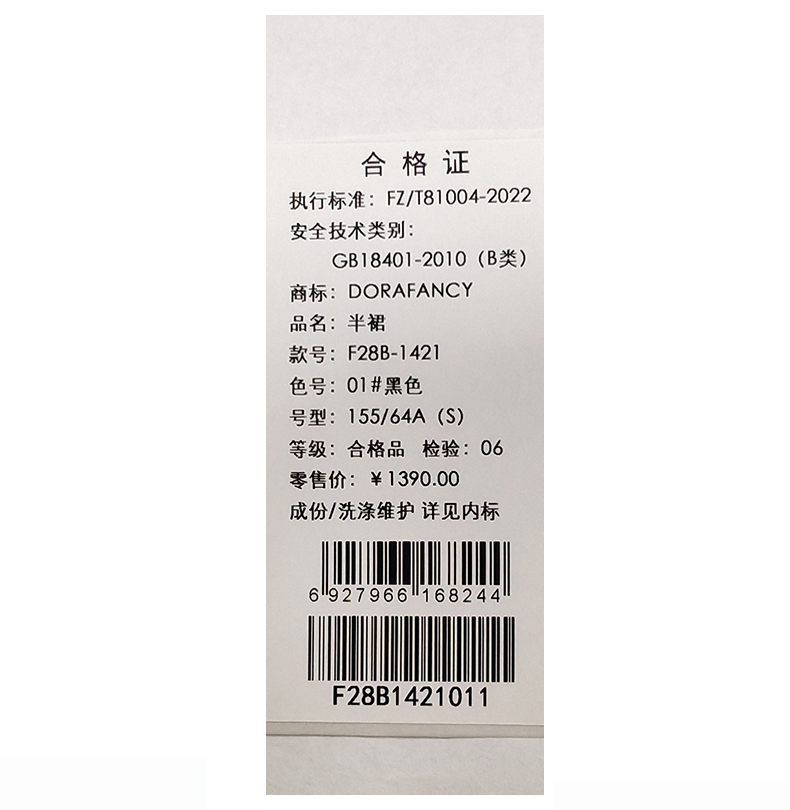 合格证
执行标准：FZ/T81004-2022
安全技术类别：
GB18401-2010（B类）
商标：DORAFANCY
品名：半裙
款号：F28B-1421
色号：01#黑色
号型：155/64A（S）
等级：合格品 检验：06
零售价：￥1390.00
成份/洗涤维护 详见内标
6 927966 168244
F28B1421011